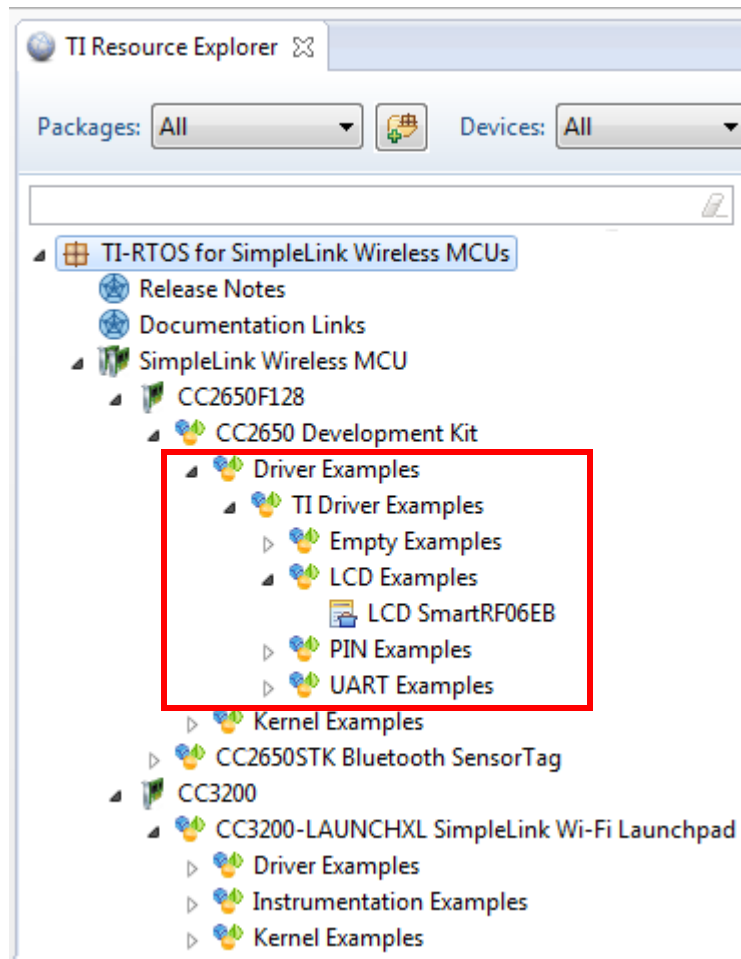 TI Resource Explorer
Packages: All Devices: All
TI-RTOS for SimpleLink Wireless MCUs
Release Notes
Documentation Links
SimpleLink Wireless MCU
CC2650F128
CC2650 Development Kit
Driver Examples
TI Driver Examples
Empty Examples
LCD Examples
LCD SmartRF06EB
PIN Examples
UART Examples
Kernel Examples
CC2650STK Bluetooth SensorTag
CC3200
CC3200-LAUNCHXL SimpleLink Wi-Fi Launchpad
Driver Examples
Instrumentation Examples
Kernel Examples